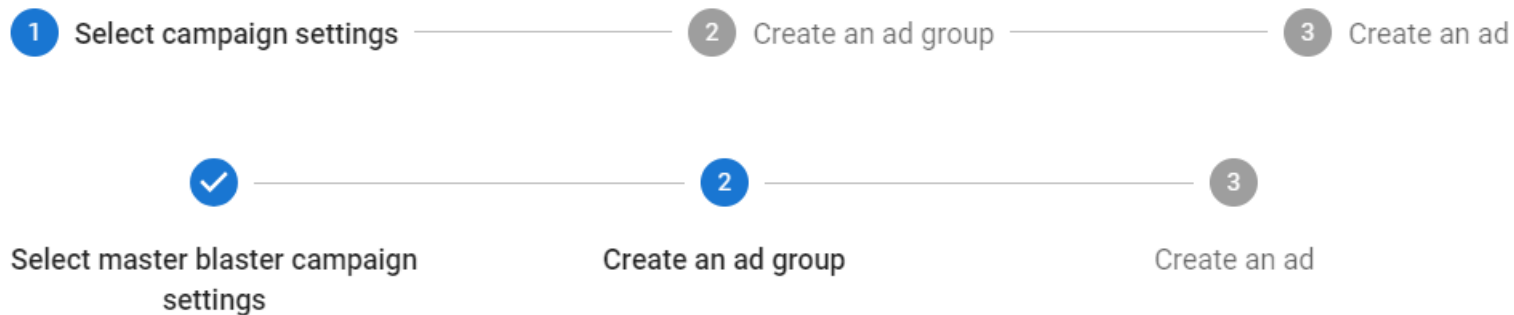 1 Select campaign settings 2 Create an ad group 3 Create an ad
2 3
Select master blaster campaign settings Create an ad group Create an ad